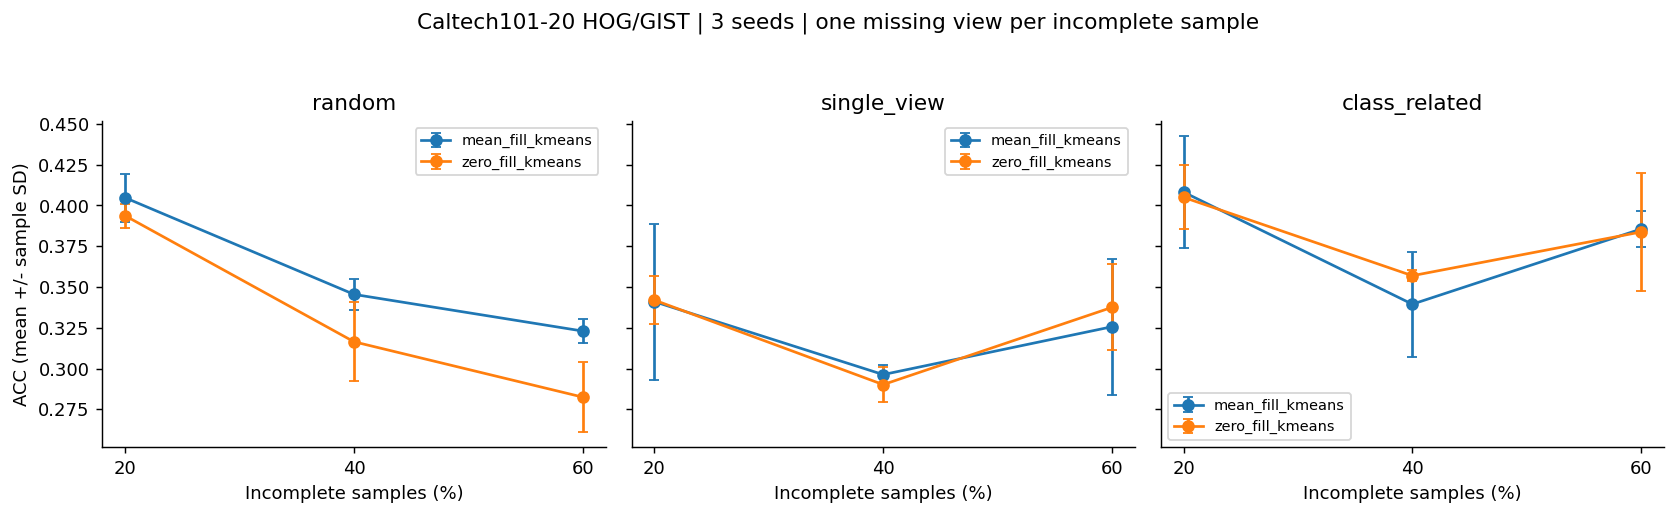 Caltech101-20 HOG/GIST | 3 seeds | one missing view per incomplete sample
random
single_view
class_related
ACC (mean +/- sample SD)
0.450
0.425
0.400
0.375
0.350
0.325
0.300
0.275
mean_fill_kmeans
zero_fill_kmeans
20 40 60
Incomplete samples (%)
mean_fill_kmeans
zero_fill_kmeans
20 40 60
Incomplete samples (%)
mean_fill_kmeans
zero_fill_kmeans
20 40 60
Incomplete samples (%)